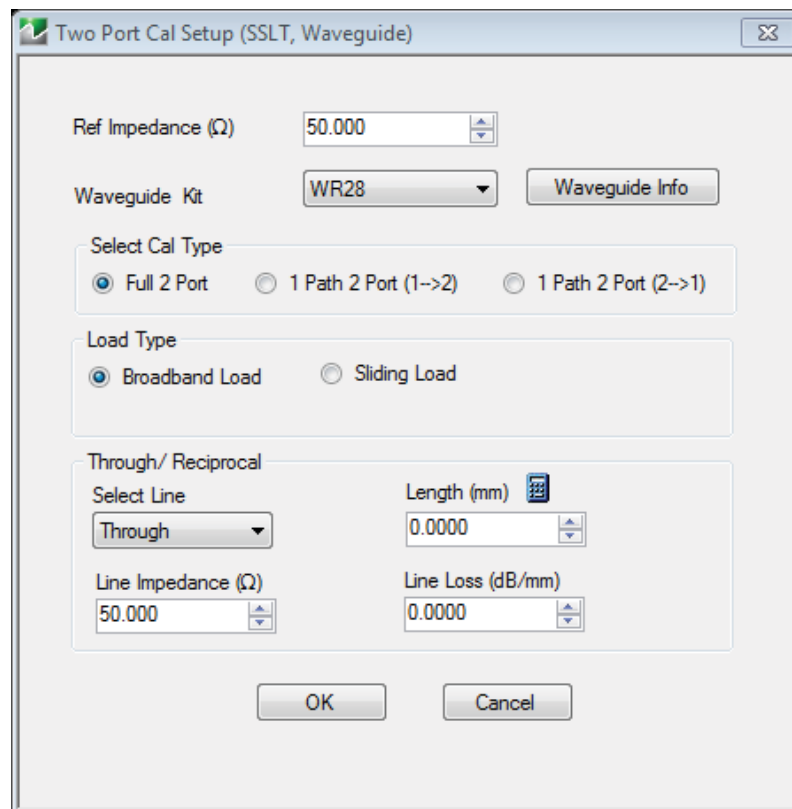 Two Port Cal Setup (SSLT, Waveguide)
Ref Impedance (Ω) 50.000
Waveguide Kit WR28 Waveguide Info
Select Cal Type
Full 2 Port 1 Path 2 Port (1-->2) 1 Path 2 Port (2-->1)
Load Type
Broadband Load Sliding Load
Through/ Reciprocal
Select Line Length (mm)
Through 0.0000
Line Impedance (Ω) Line Loss (dB/mm)
50.000 0.0000
OK Cancel